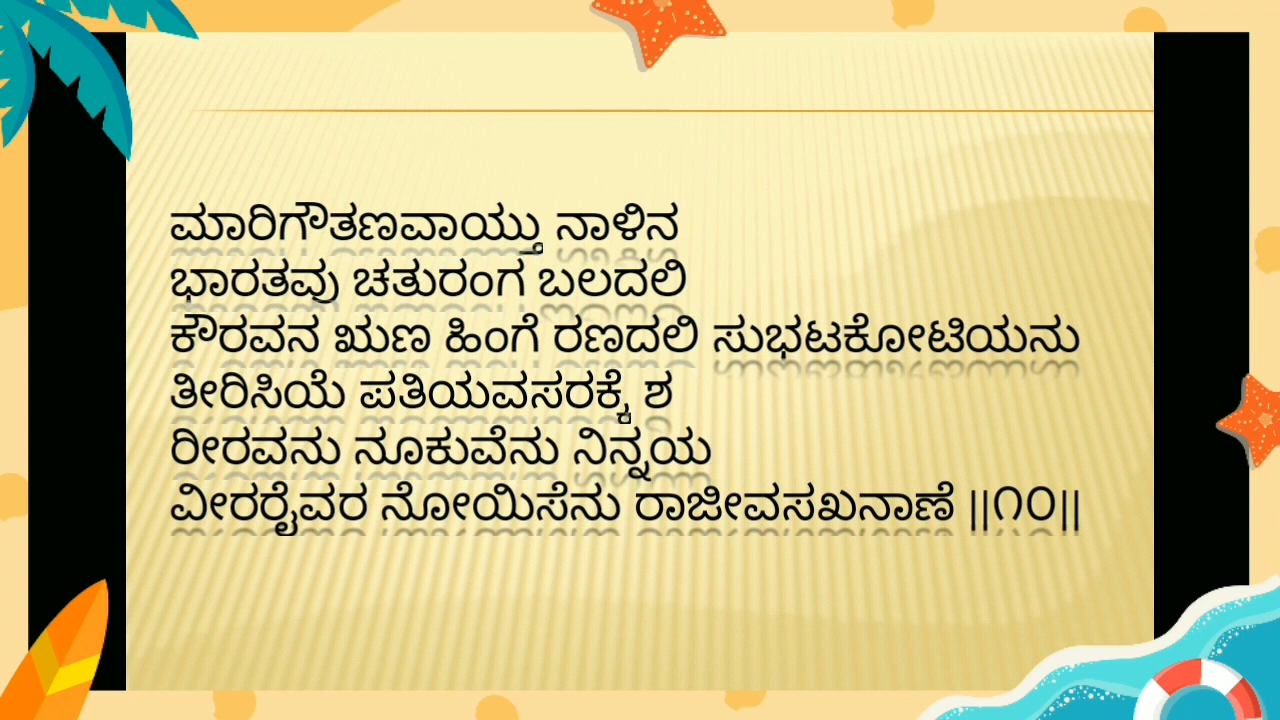 ಮಾರಿಗೌತಣವಾಯ್ತು ನಾಳಿನ
ಭಾರತವು ಚತುರಂಗ ಬಲದಲಿ
ಕೌರವನ ಋಣ ಹಿಂಗೆ ರಣದಲಿ ಸುಭಟಕೋಟಿಯನು
ತೀರಿಸಿಯೆ ಪತಿಯವಸರಕ್ಕೆ ಶ
ರೀರವನು ನೂಕುವೆನು ನಿನ್ನಯ
ವೀರರೈವರ ನೋಯಿಸೆನು ರಾಜೀವಸಖನಾಣೆ ||೧೦||